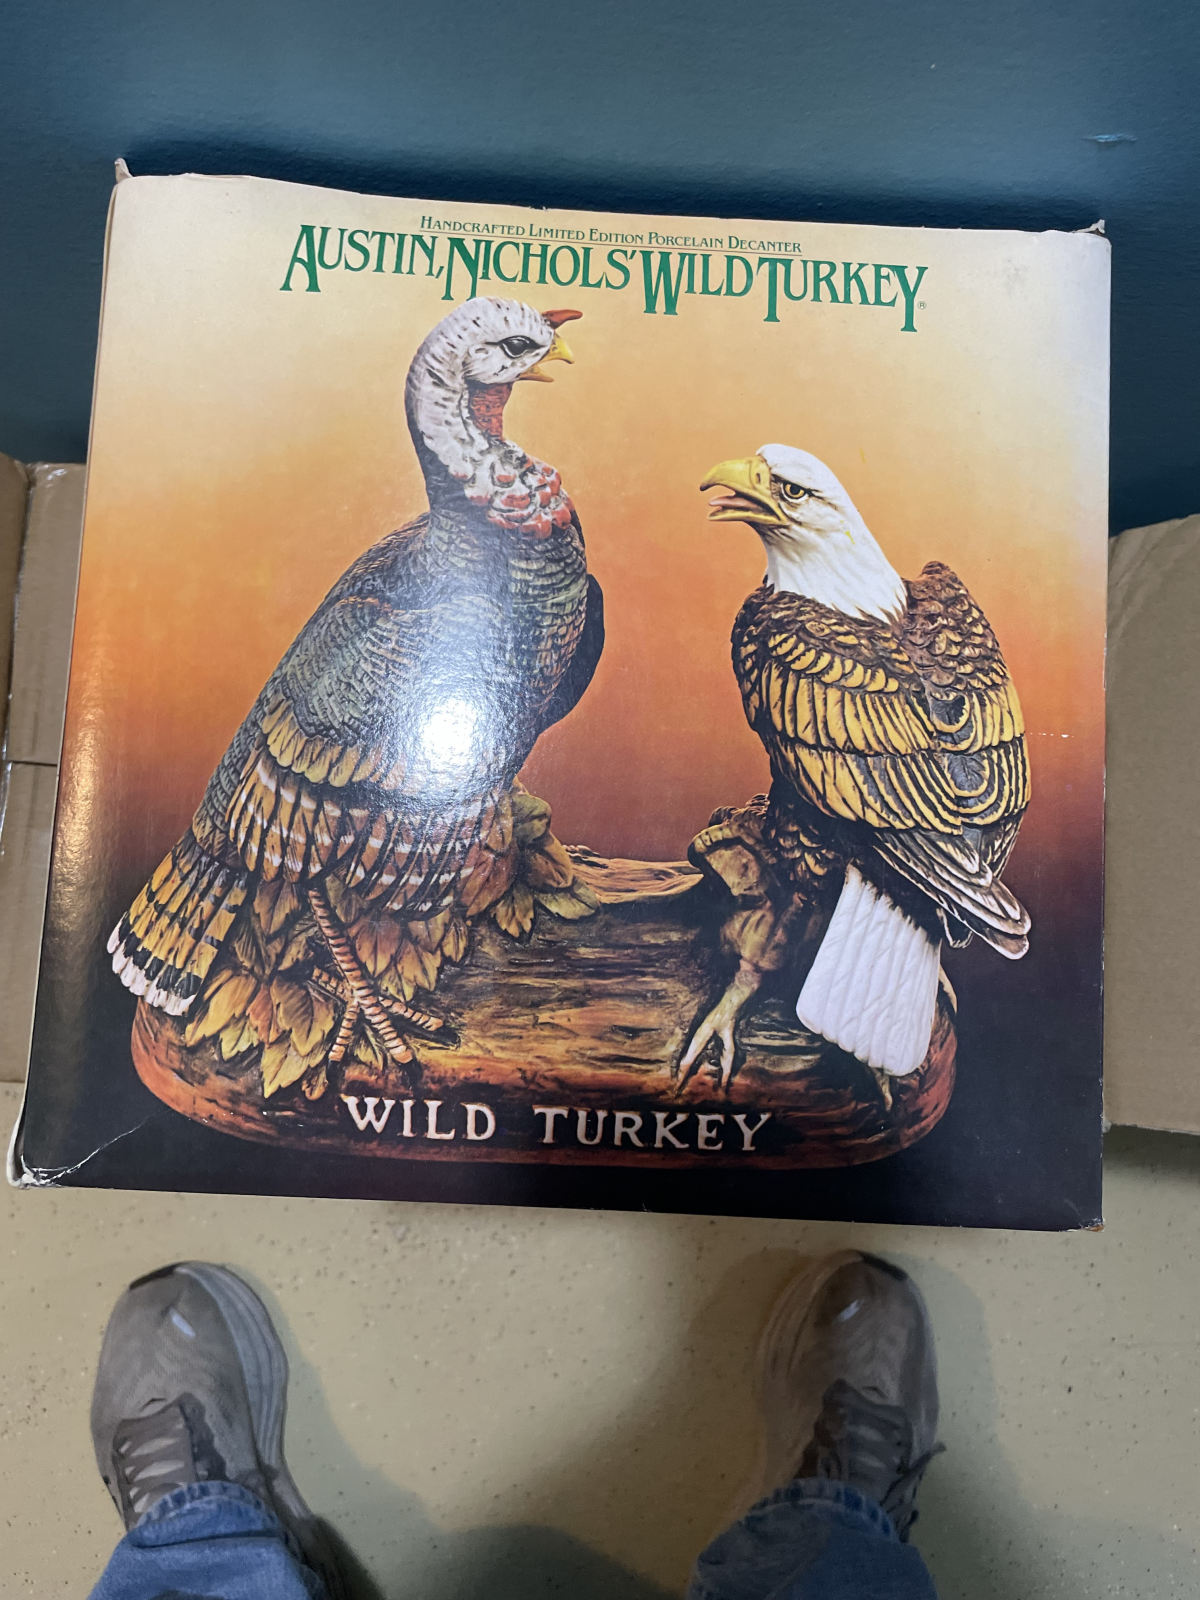 HANDCRAFTED LIMITED EDITION PORCELAIN DECANTER
AUSTIN, NICHOLS' WILD TURKEY®
WILD TURKEY